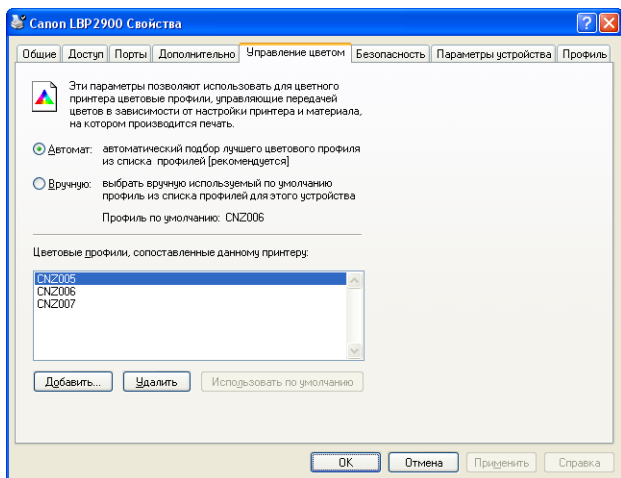 Canon LBP2900 Свойства
Общие Доступ Порты Дополнительно Управление цветом Безопасность Параметры устройства Профиль
Эти параметры позволяют использовать для цветного
принтера цветовые профили, управляющие передачей
цветов в зависимости от настройки принтера и материала,
на котором производится печать.
Автомат: автоматический подбор лучшего цветового профиля
из списка профилей [рекомендуется]
Вручную: выбрать вручную используемый по умолчанию
профиль из списка профилей для этого устройства
Профиль по умолчанию: CNZ006
Цветовые профили, сопоставленные данному принтеру:
CNZ005
CNZ006
CNZ007
Добавить... Удалить Использовать по умолчанию
OK Отмена Применить Справка